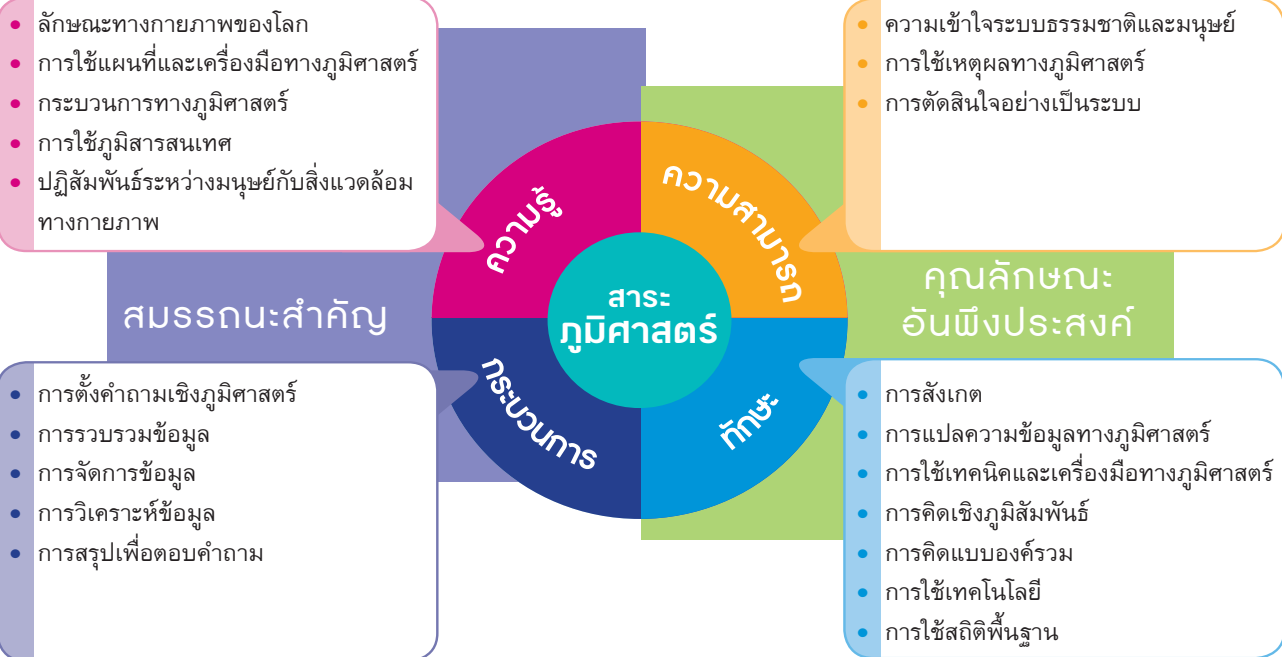 ลักษณะทางกายภาพของโลก
การใช้แผนที่และเครื่องมือทางภูมิศาสตร์
กระบวนการทางภูมิศาสตร์
การใช้ภูมิสารสนเทศ
ปฏิสัมพันธ์ระหว่างมนุษย์กับสิ่งแวดล้อม
ทางกายภาพ
ความเข้าใจระบบธรรมชาติและมนุษย์
การใช้เหตุผลทางภูมิศาสตร์
การตัดสินใจอย่างเป็นระบบ
ความรู้
ความสามารถ
สมรรถนะสำคัญ
สาระ
ภูมิศาสตร์
คุณลักษณะ
อันพึงประสงค์
กระบวนการ
ทักษะ
การตั้งคำถามเชิงภูมิศาสตร์
การรวบรวมข้อมูล
การจัดการข้อมูล
การวิเคราะห์ข้อมูล
การสรุปเพื่อตอบคำถาม
การสังเกต
การแปลความข้อมูลทางภูมิศาสตร์
การใช้เทคนิคและเครื่องมือทางภูมิศาสตร์
การคิดเชิงภูมิสัมพันธ์
การคิดแบบองค์รวม
การใช้เทคโนโลยี
การใช้สถิติพื้นฐาน